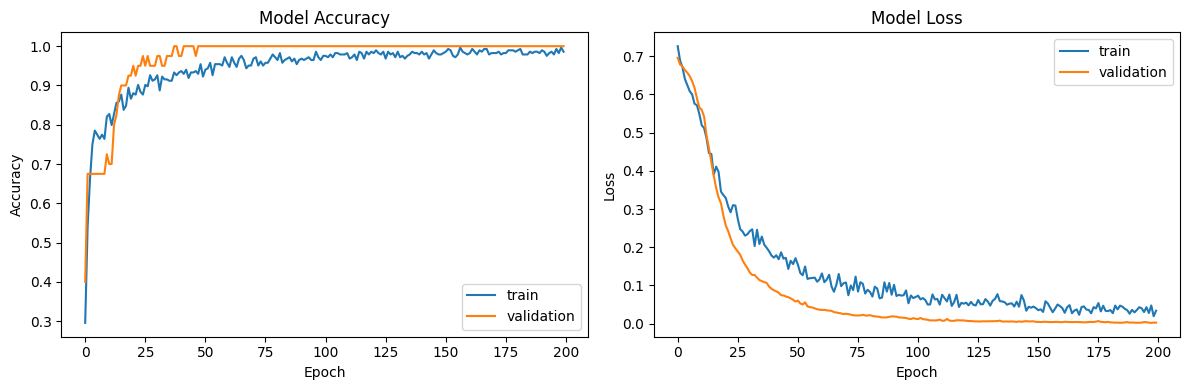 Model Accuracy
1.0
0.9
0.8
0.7
0.6
0.5
0.4
0.3
Accuracy
0 25 50 75 100 125 150 175 200
Epoch
train
validation
Model Loss
0.7
0.6
0.5
0.4
0.3
0.2
0.1
0.0
Loss
0 25 50 75 100 125 150 175 200
Epoch
train
validation